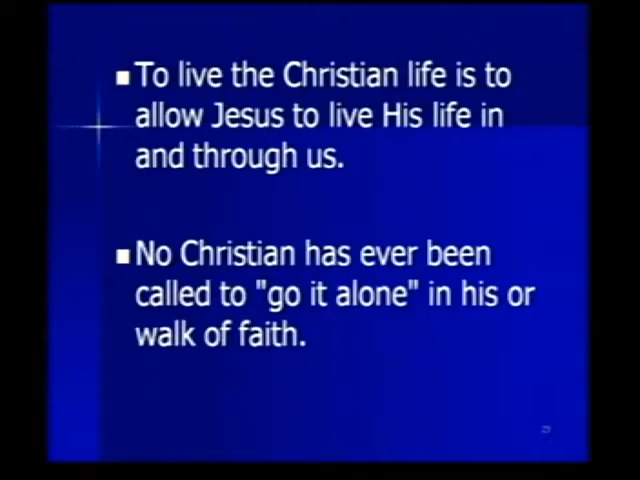 To live the Christian life is to
allow Jesus to live His life in
and through us.
No Christian has ever been
called to "go it alone" in his or
walk of faith.